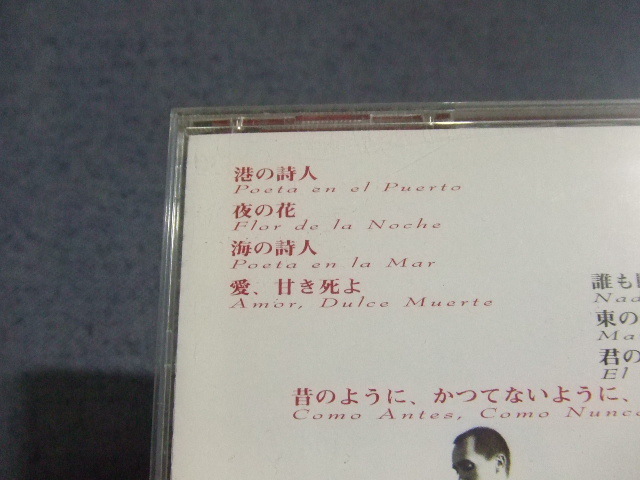 港の詩人
Poeta en el Puerto
夜の花
Flor de la Noche
海の詩人
Poeta en la Mar
愛、甘き死よ
Amor, Dulce Muerte
誰も
東の
Ma
君の
El
昔のように、かつてないように、
Como Antes, Como Nunca